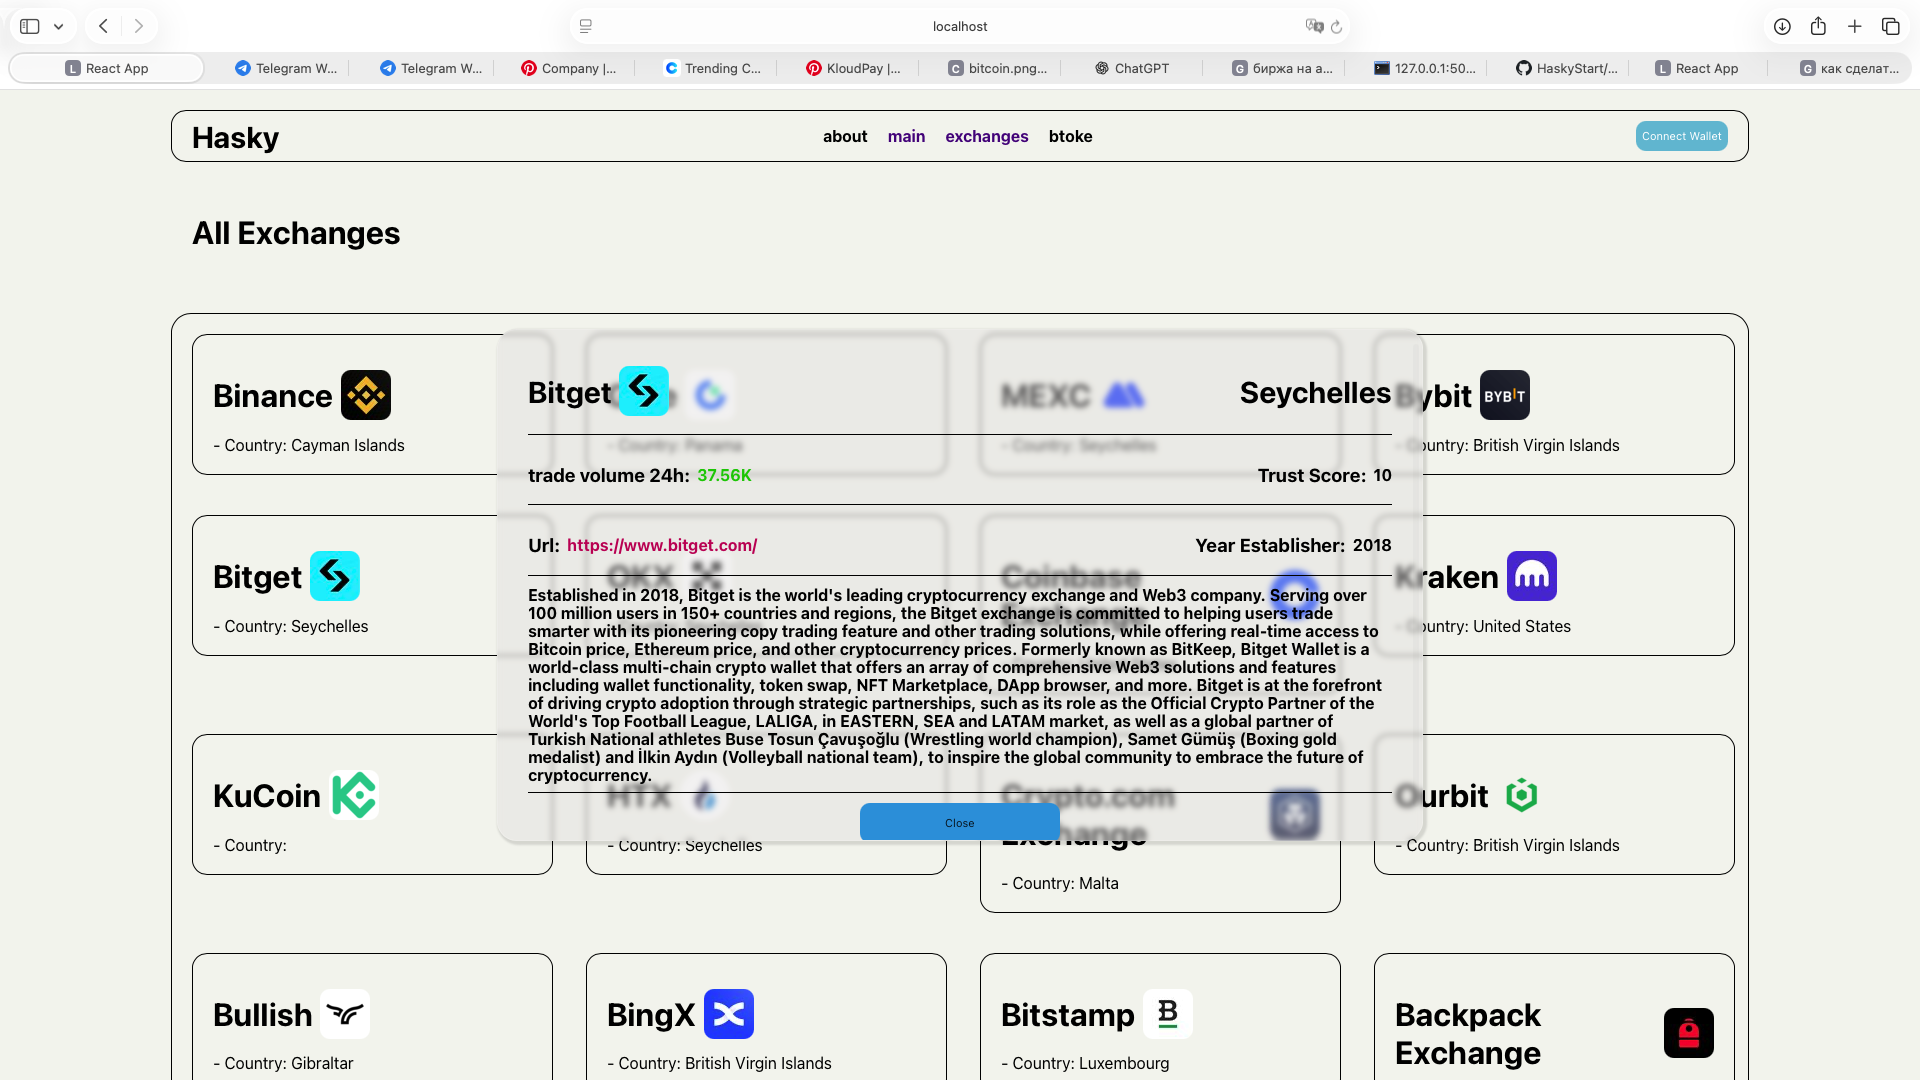 localhost
React App
Telegram W...
Telegram W...
Company |...
Trending C...
KloudPay |...
bitcoin.png...
ChatGPT
биржа на а...
127.0.0.1:50...
HaskyStart/...
React App
как сделат...
Hasky
about
main
exchanges
btoke
Connect Wallet
All Exchanges
Binance
- Country: Cayman Islands
- Country: Panama
MEXC
- Country: Seychelles
Bybit
BYBIT
- Country: British Virgin Islands
Bitget
Seychelles
trade volume 24h: 37.56K
Trust Score: 10
Url: https://www.bitget.com/
Year Establisher: 2018
Established in 2018, Bitget is the world's leading cryptocurrency exchange and Web3 company. Serving over
100 million users in 150+ countries and regions, the Bitget exchange is committed to helping users trade
smarter with its pioneering copy trading feature and other trading solutions, while offering real-time access to
Bitcoin price, Ethereum price, and other cryptocurrency prices. Formerly known as BitKeep, Bitget Wallet is a
world-class multi-chain crypto wallet that offers an array of comprehensive Web3 solutions and features
including wallet functionality, token swap, NFT Marketplace, DApp browser, and more. Bitget is at the forefront
of driving crypto adoption through strategic partnerships, such as its role as the Official Crypto Partner of the
World's Top Football League, LALIGA, in EASTERN, SEA and LATAM market, as well as a global partner of
Turkish National athletes Buse Tosun Çavuşoğlu (Wrestling world champion), Samet Gümüş (Boxing gold
medalist) and İlkin Aydın (Volleyball national team), to inspire the global community to embrace the future of
cryptocurrency.
Close
Bitget
- Country: Seychelles
OKX
Coinbase
Exchange
Kraken
- Country: United States
KuCoin
- Country:
HTX
- Country: Seychelles
Crypto.com
Exchange
- Country: Malta
Ourbit
- Country: British Virgin Islands
Bullish
- Country: Gibraltar
BingX
- Country: British Virgin Islands
Bitstamp
- Country: Luxembourg
Backpack
Exchange